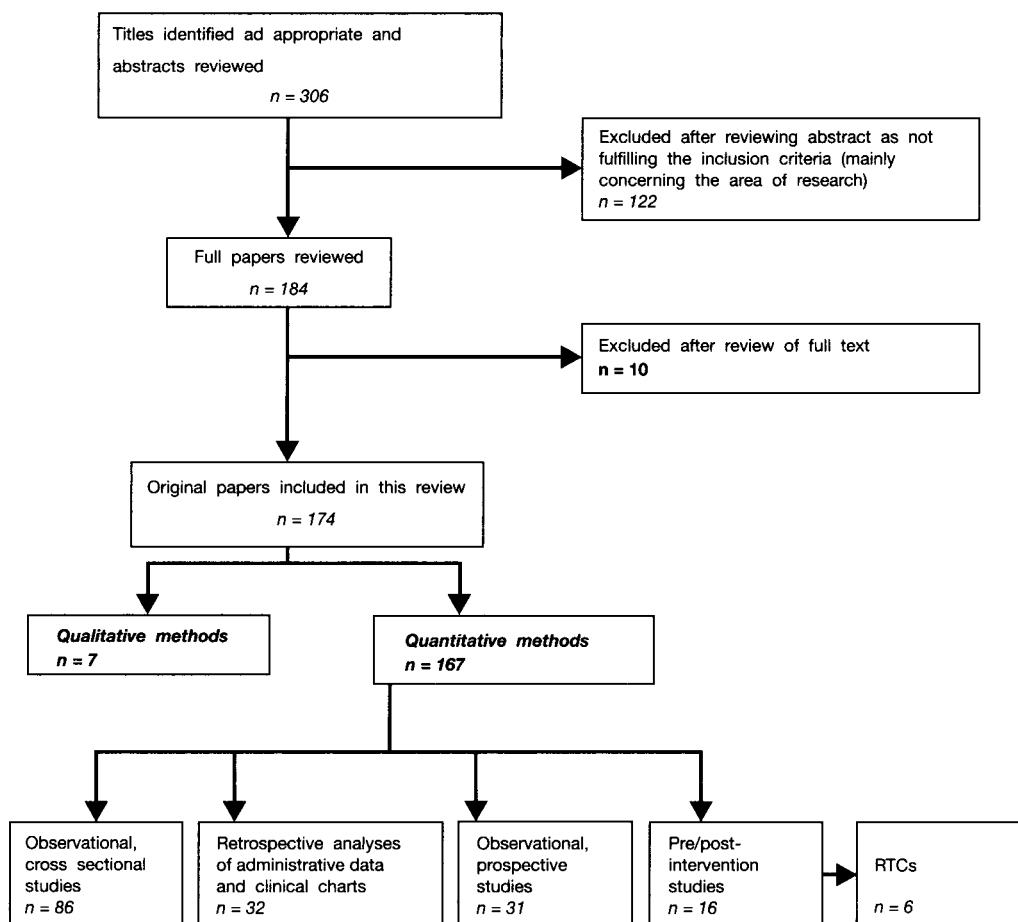 Titles identified ad appropriate and
abstracts reviewed
n = 306
Excluded after reviewing abstract as not
fulfilling the inclusion criteria (mainly
concerning the area of research)
n = 122
Full papers reviewed
n = 184
Excluded after review of full text
n = 10
Original papers included in this review
n = 174
Qualitative methods
n = 7
Quantitative methods
n = 167
Observational,
cross sectional
studies
n = 86
Retrospective analyses
of administrative data
and clinical charts
n = 32
Observational,
prospective
studies
n = 31
Pre/post-
intervention
studies
n = 16
RTCs
n = 6